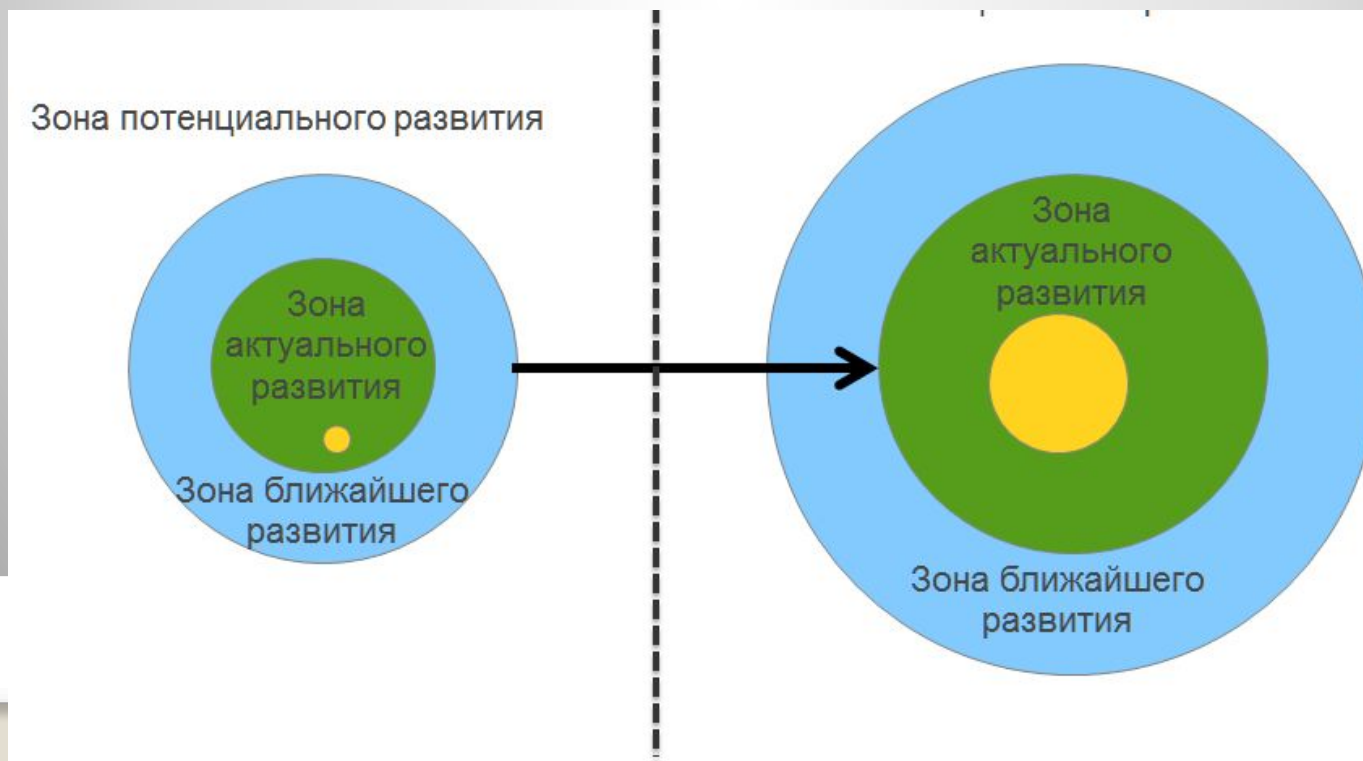 Зона потенциального развития
Зона
актуального
развития
Зона ближайшего
развития
Зона
актуального
развития
Зона ближайшего
развития